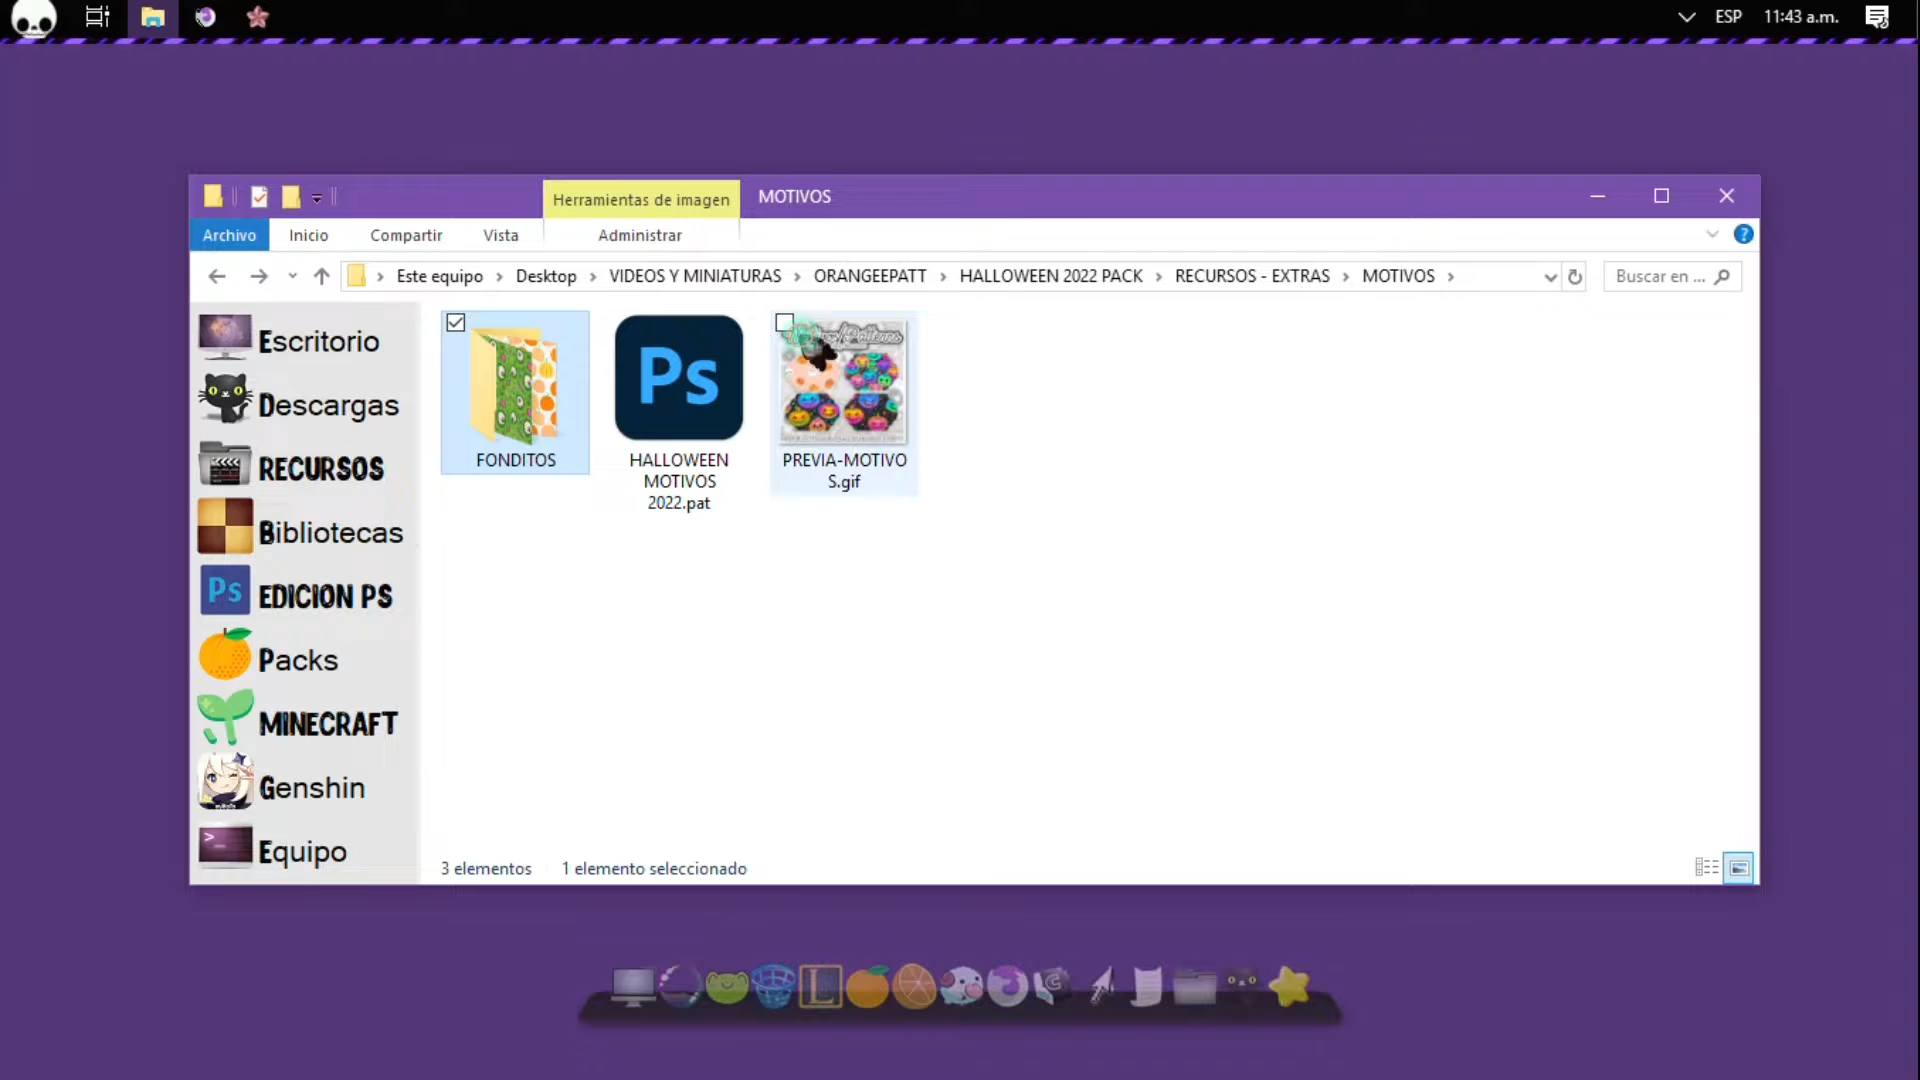 ESP 11:43 a.m.
Herramientas de imagen MOTIVOS
Archivo Inicio Compartir Vista Administrar
Este equipo Desktop VIDEOS Y MINIATURAS ORANGEEPATT HALLOWEEN 2022 PACK RECURSOS - EXTRAS MOTIVOS Buscar en ...
Escritorio
Descargas
RECURSOS
Bibliotecas
Ps EDICION PS
Packs
MINECRAFT
Genshin
>_ Equipo
FONDITOS
Ps
HALLOWEEN
MOTIVOS
2022.pat
PREVIA-MOTIVO
S.gif
3 elementos 1 elemento seleccionado
L